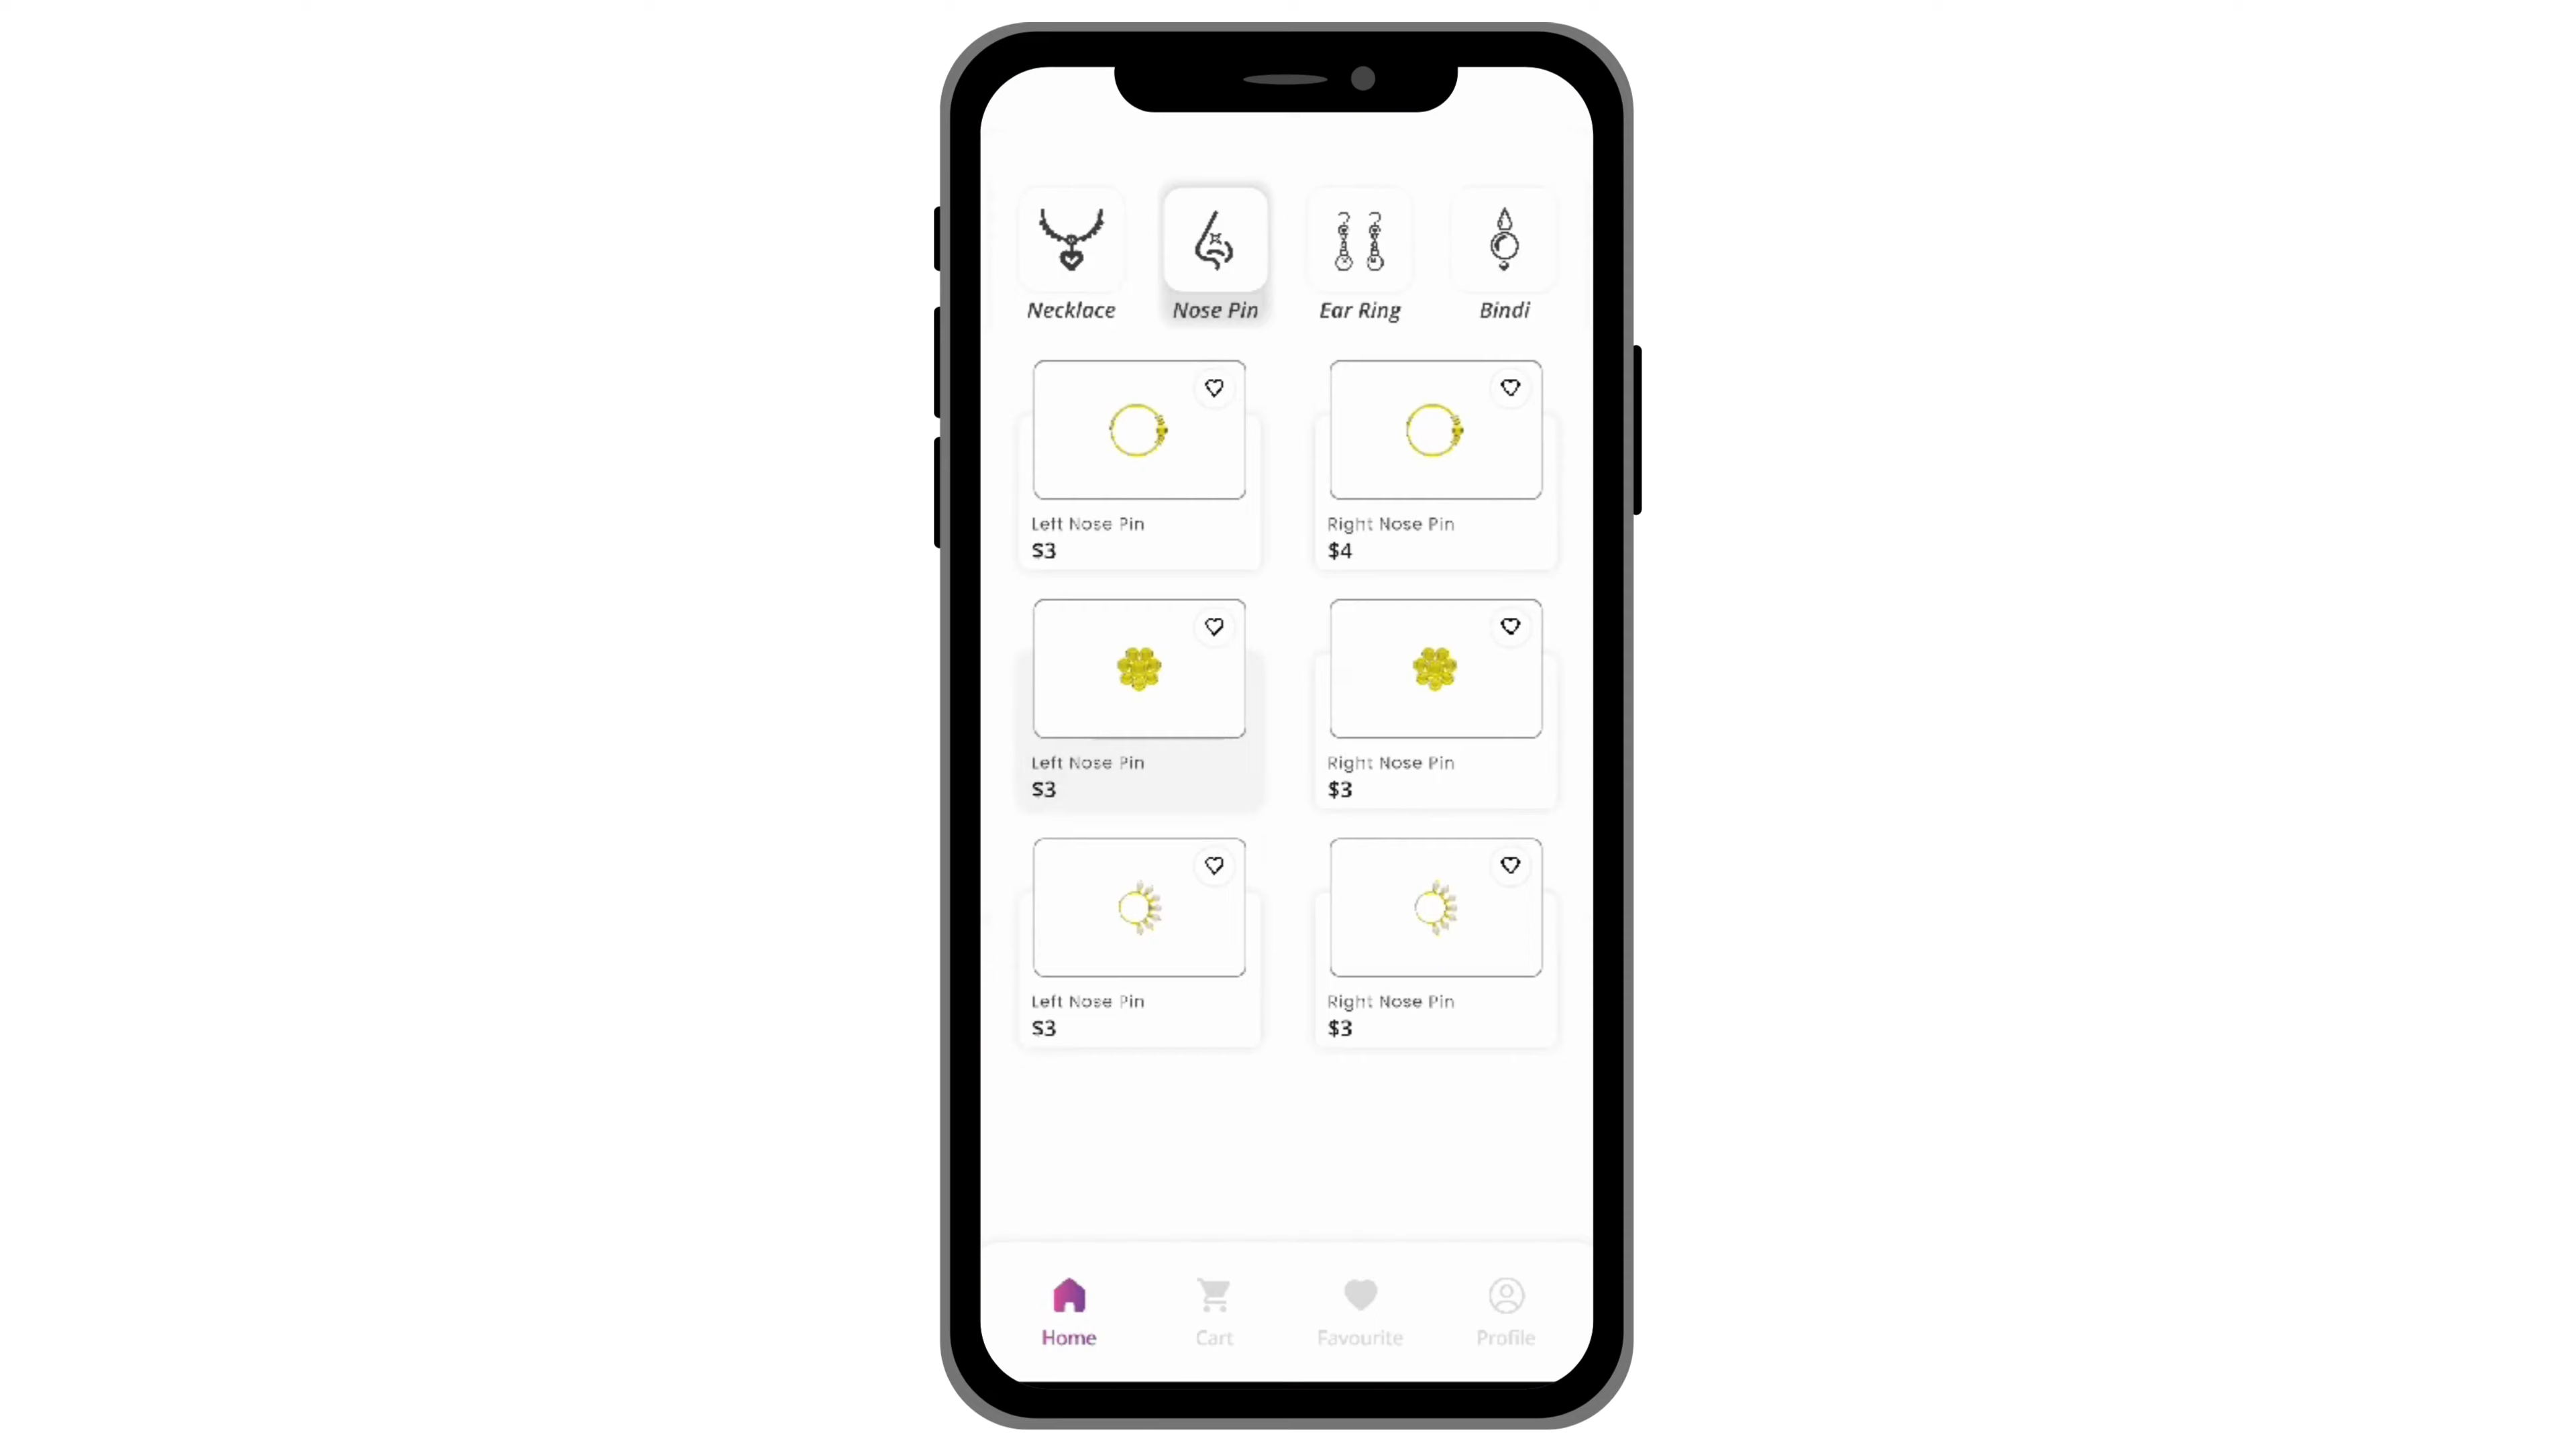 Necklace Nose Pin Ear Ring Bindi
Left Nose Pin
$3
Right Nose Pin
$4
Left Nose Pin
$3
Right Nose Pin
$3
Left Nose Pin
$3
Right Nose Pin
$3
Home Cart Favourite Profile